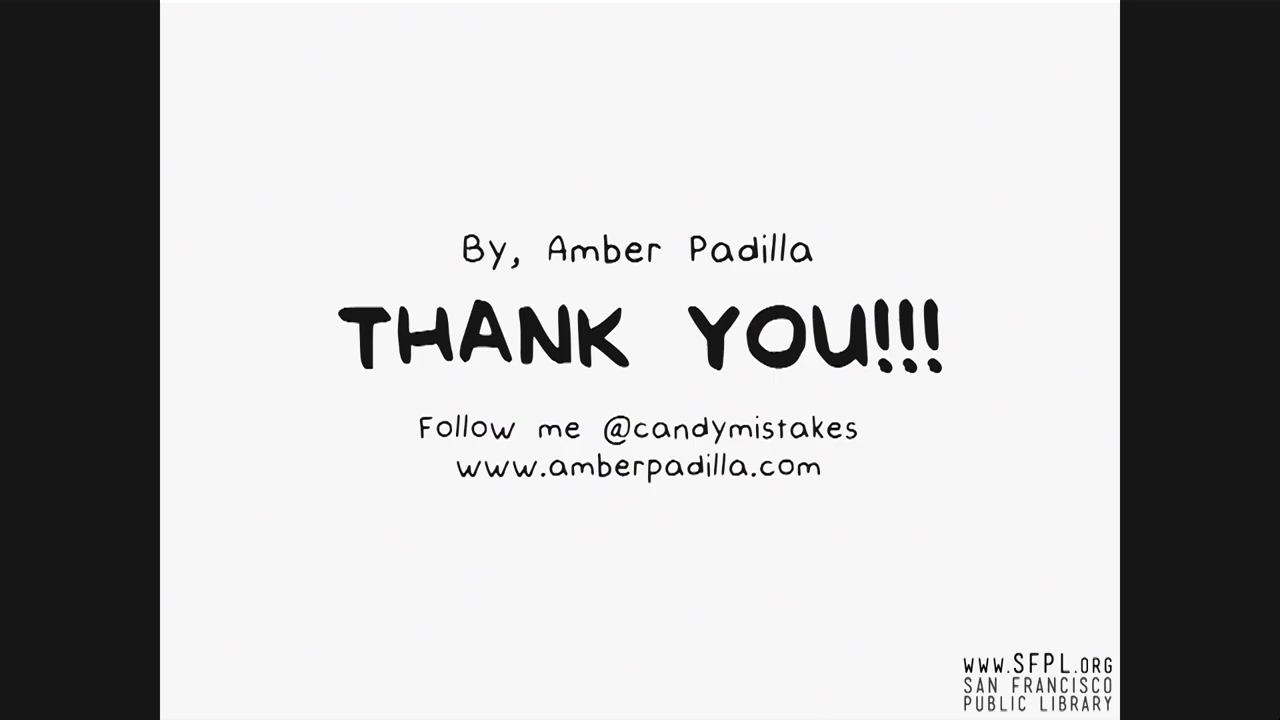 By, Amber Padilla
THANK YOU!!!
Follow me @candymistakes
www.amberpadilla.com
WWW.SFPL.ORG
SAN FRANCISCO
PUBLIC LIBRARY